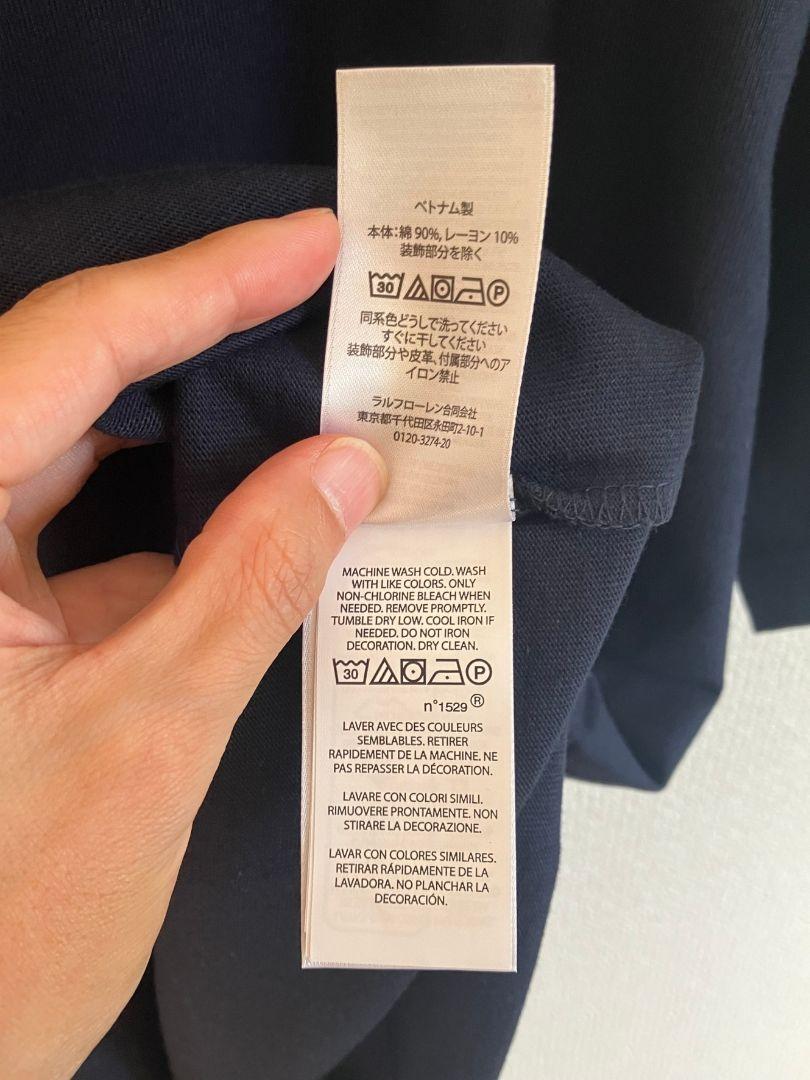 ベトナム製
本体：綿 90%, レーヨン 10%
装飾部分を除く
30 P
同系色どうしで洗ってください
すぐに干してください
装飾部分や皮革、付属部分へのア
イロン禁止
ラルフローレン合同会社
東京都千代田区永田町2-10-1
0120-3274-20
MACHINE WASH COLD. WASH
WITH LIKE COLORS. ONLY
NON-CHLORINE BLEACH WHEN
NEEDED. REMOVE PROMPTLY.
TUMBLE DRY LOW. COOL IRON IF
NEEDED. DO NOT IRON
DECORATION. DRY CLEAN.
30 P
n°1529 ®
LAVER AVEC DES COULEURS
SEMBLABLES. RETIRER
RAPIDEMENT DE LA MACHINE. NE
PAS REPASSER LA DÉCORATION.
LAVARE CON COLORI SIMILI.
RIMUOVERE PRONTAMENTE. NON
STIRARE LA DECORAZIONE.
LAVAR CON COLORES SIMILARES.
RETIRAR RÁPIDAMENTE DE LA
LAVADORA. NO PLANCHAR LA
DECORACIÓN.